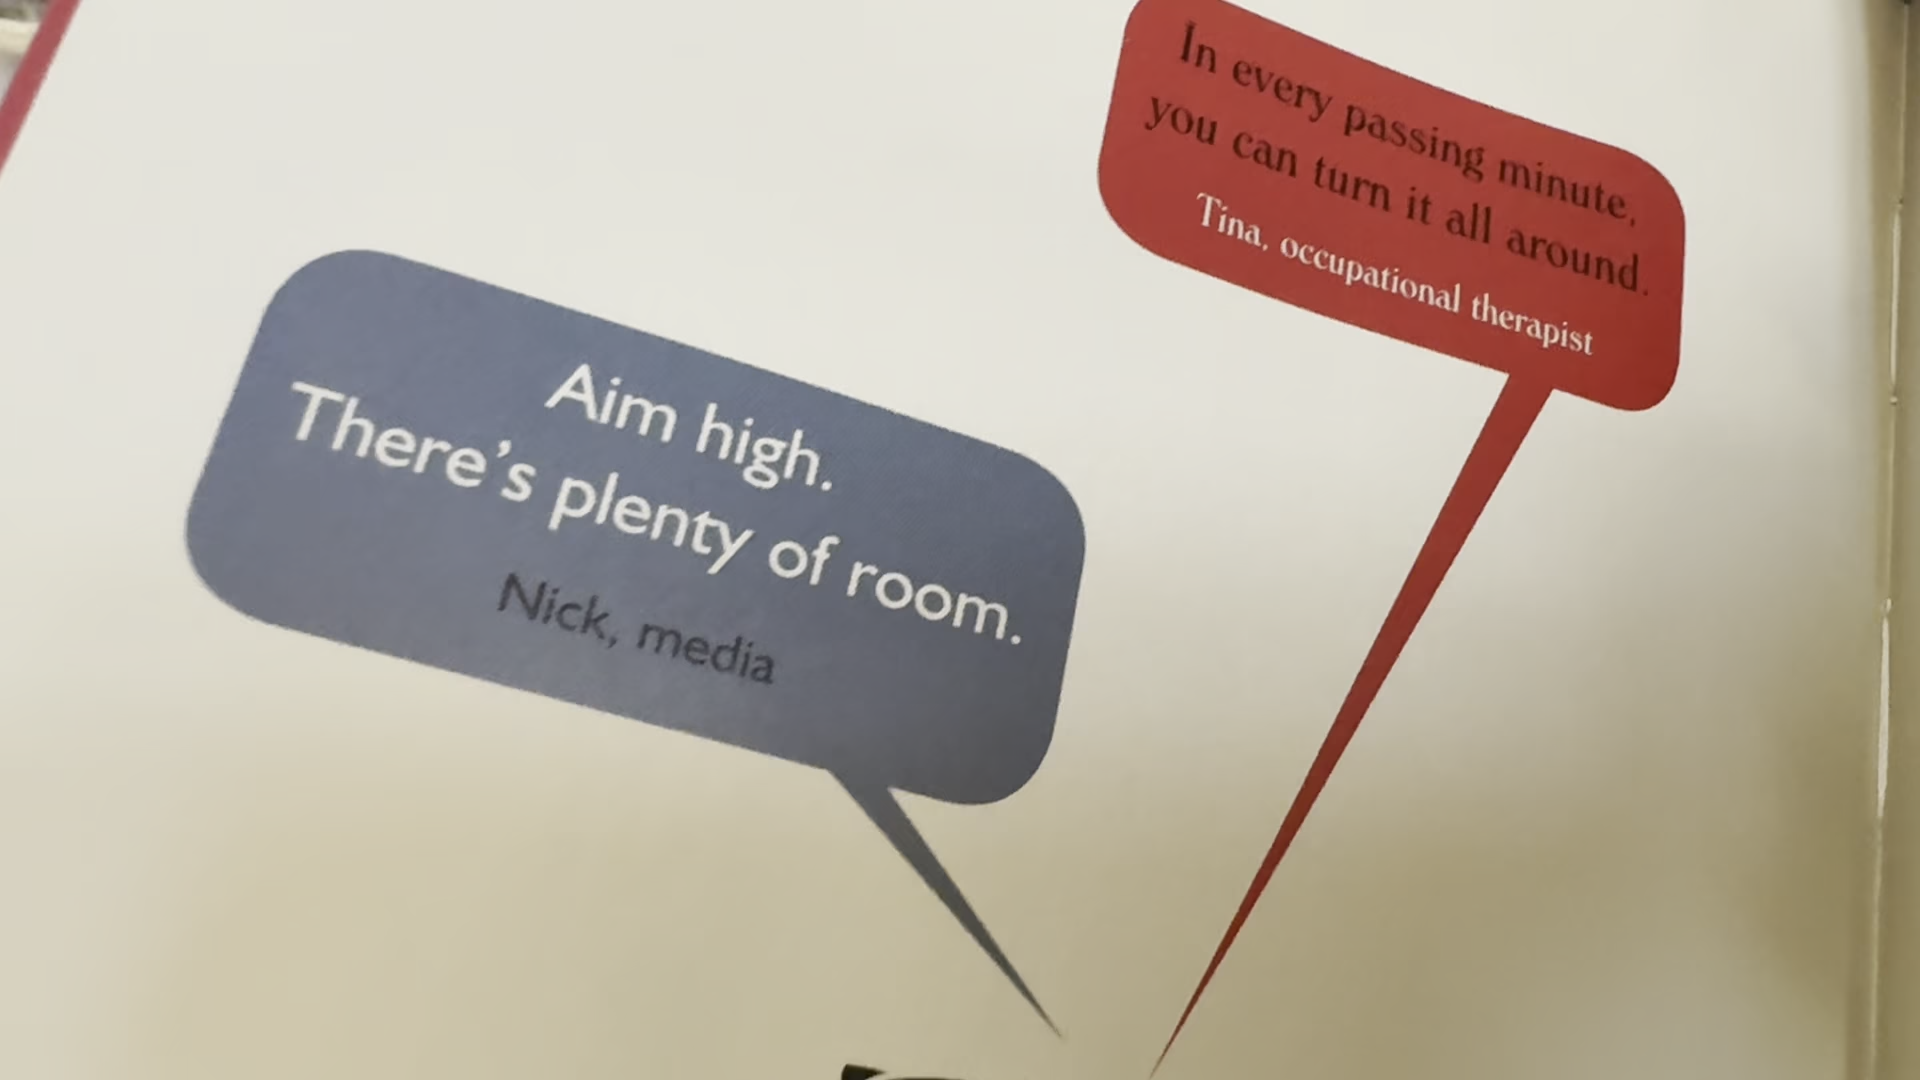 In every passing minute,
you can turn it all around.
Tina, occupational therapist
Aim high.
There's plenty of room.
Nick, media